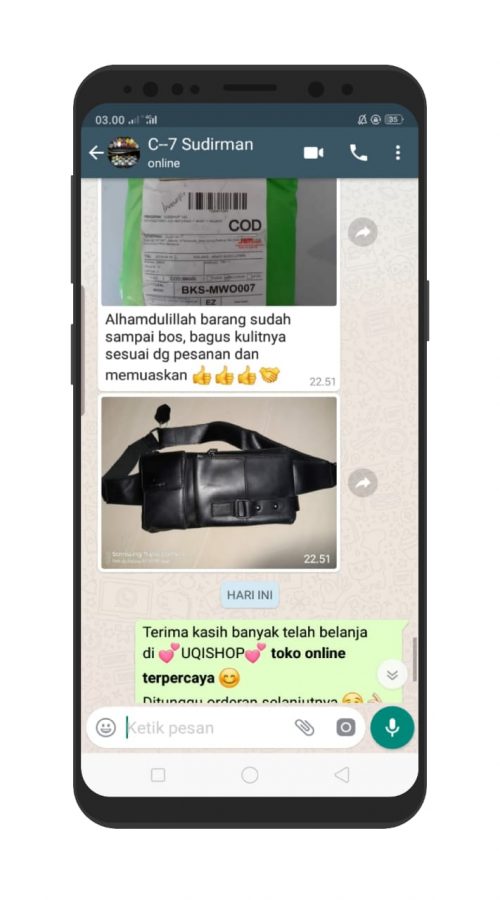 03.00
35
C--7 Sudirman
online
COD
BKS-MWO007
EZ
Alhamdulillah barang sudah
sampai bos, bagus kulitnya
sesuai dg pesanan dan
memuaskan 👍👍👍🤝
22.51
22.51
HARI INI
Terima kasih banyak telah belanja
di 💕UQISHOP💕 toko online
terpercaya 😊
Ditunggu orderan selanjutnya
Ketik pesan